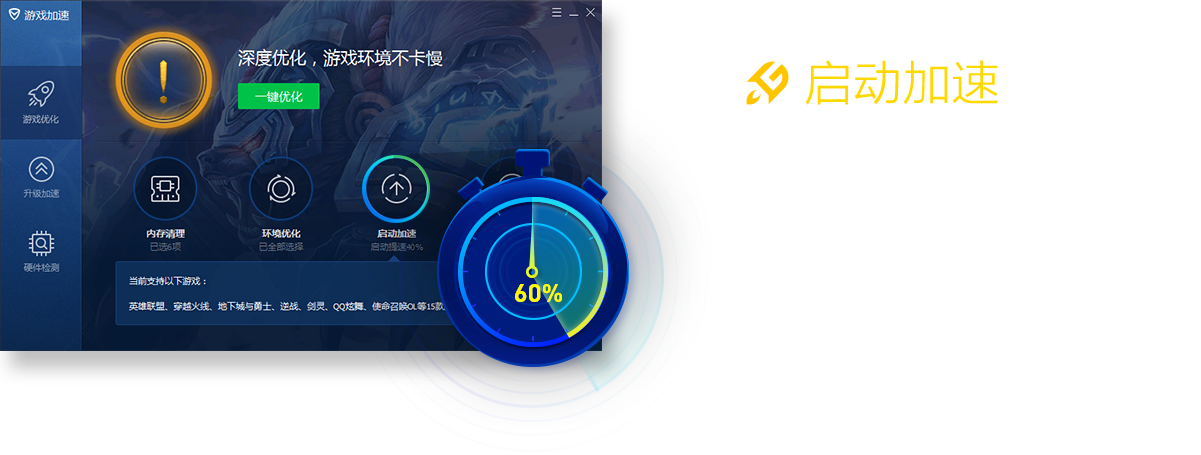 游戏加速
深度优化，游戏环境不卡慢
一键优化
启动加速
游戏优化
升级加速
硬件检测
内存清理
已选6项
环境优化
已全部选择
启动加速
启动提速40%
当前支持以下游戏：
英雄联盟、穿越火线、地下城与勇士、逆战、剑灵、QQ炫舞、使命召唤OL等15款
60%